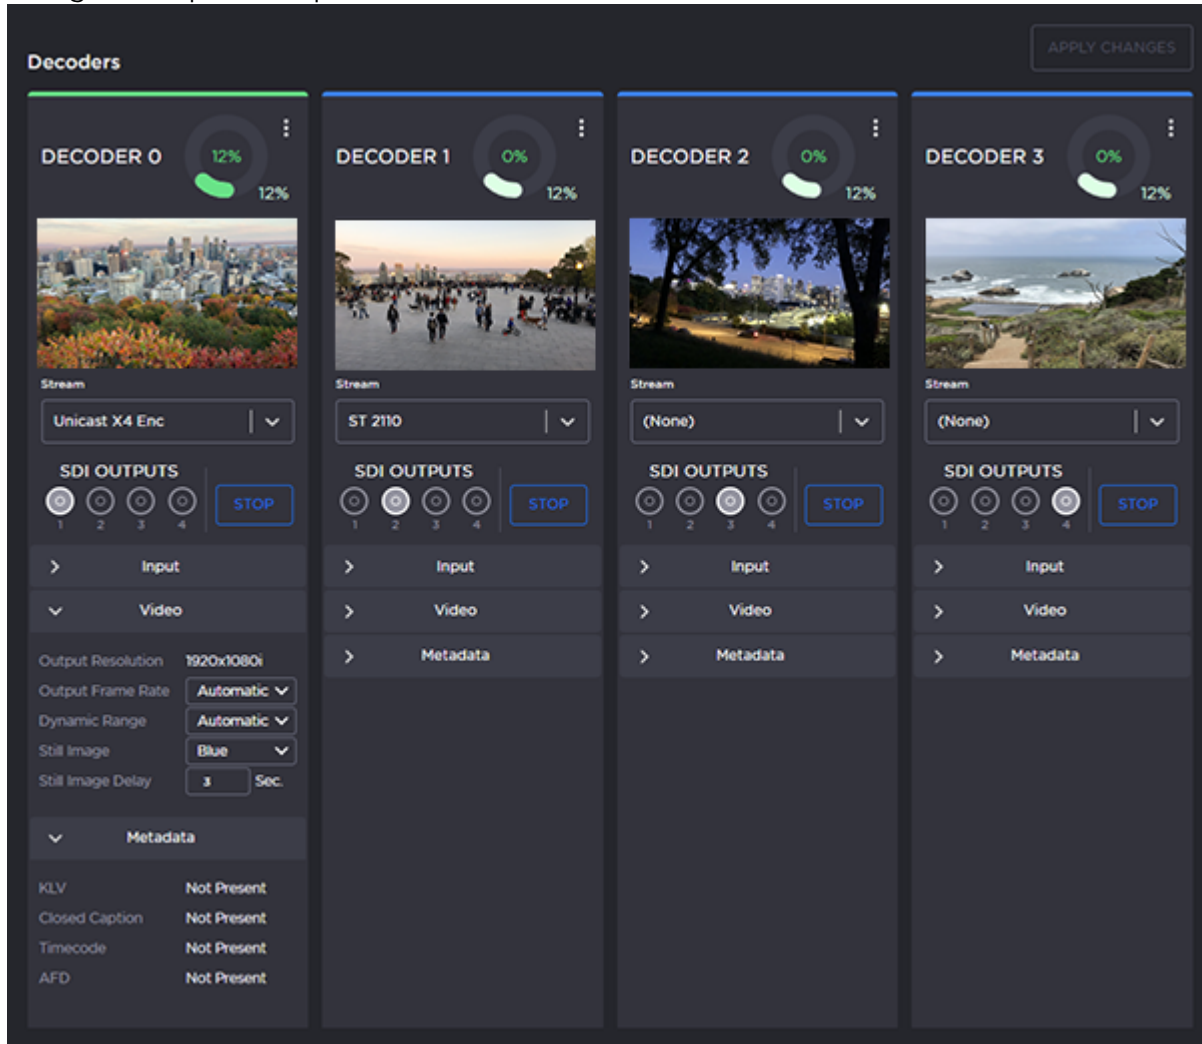 Decoders
APPLY CHANGES
DECODER 0
12%
12%
Stream
Unicast X4 Enc
SDI OUTPUTS
1 2 3 4
STOP
Input
Video
Output Resolution 1920x1080i
Output Frame Rate Automatic
Dynamic Range Automatic
Still Image Blue
Still Image Delay 3 Sec.
Metadata
KLV Not Present
Closed Caption Not Present
Timecode Not Present
AFD Not Present
DECODER 1
0%
12%
Stream
ST 2110
SDI OUTPUTS
1 2 3 4
STOP
Input
Video
Metadata
DECODER 2
0%
12%
Stream
(None)
SDI OUTPUTS
1 2 3 4
STOP
Input
Video
Metadata
DECODER 3
0%
12%
Stream
(None)
SDI OUTPUTS
1 2 3 4
STOP
Input
Video
Metadata